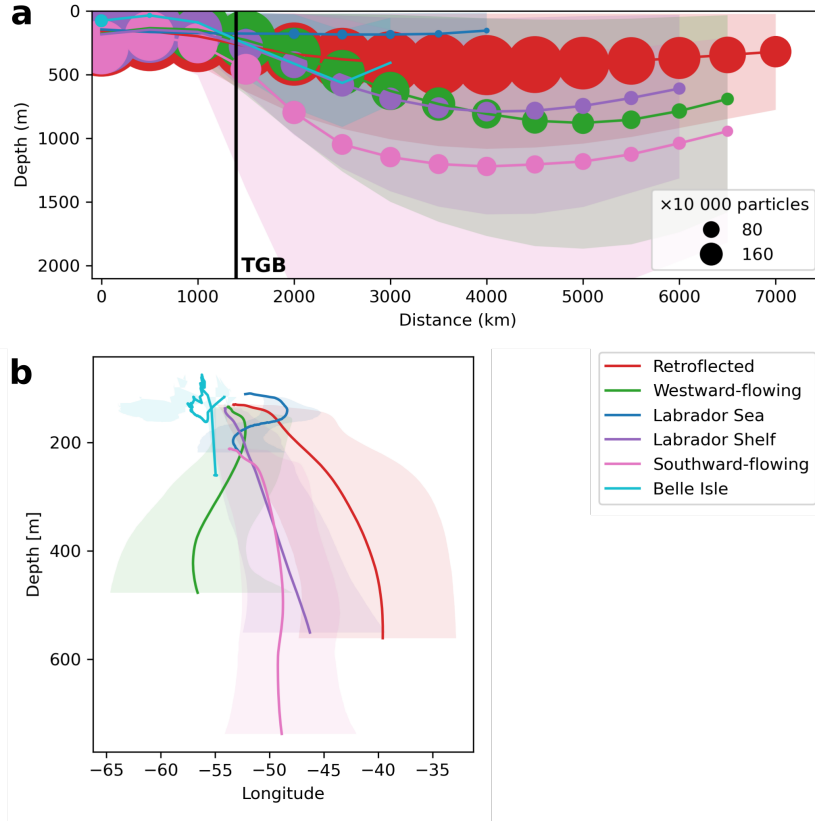 a
0
500
1000
1500
2000
Depth (m)
TGB
×10 000 particles
80
160
0 1000 2000 3000 4000 5000 6000 7000
Distance (km)
b
200
400
600
Depth [m]
−65 −60 −55 −50 −45 −40 −35
Longitude
Retroflected
Westward-flowing
Labrador Sea
Labrador Shelf
Southward-flowing
Belle Isle